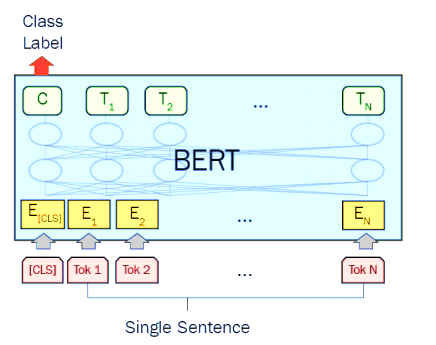 Class
Label
C T1 T2 ... TN
BERT
E[CLS] E1 E2 ... EN
[CLS] Tok 1 Tok 2 ... Tok N
Single Sentence